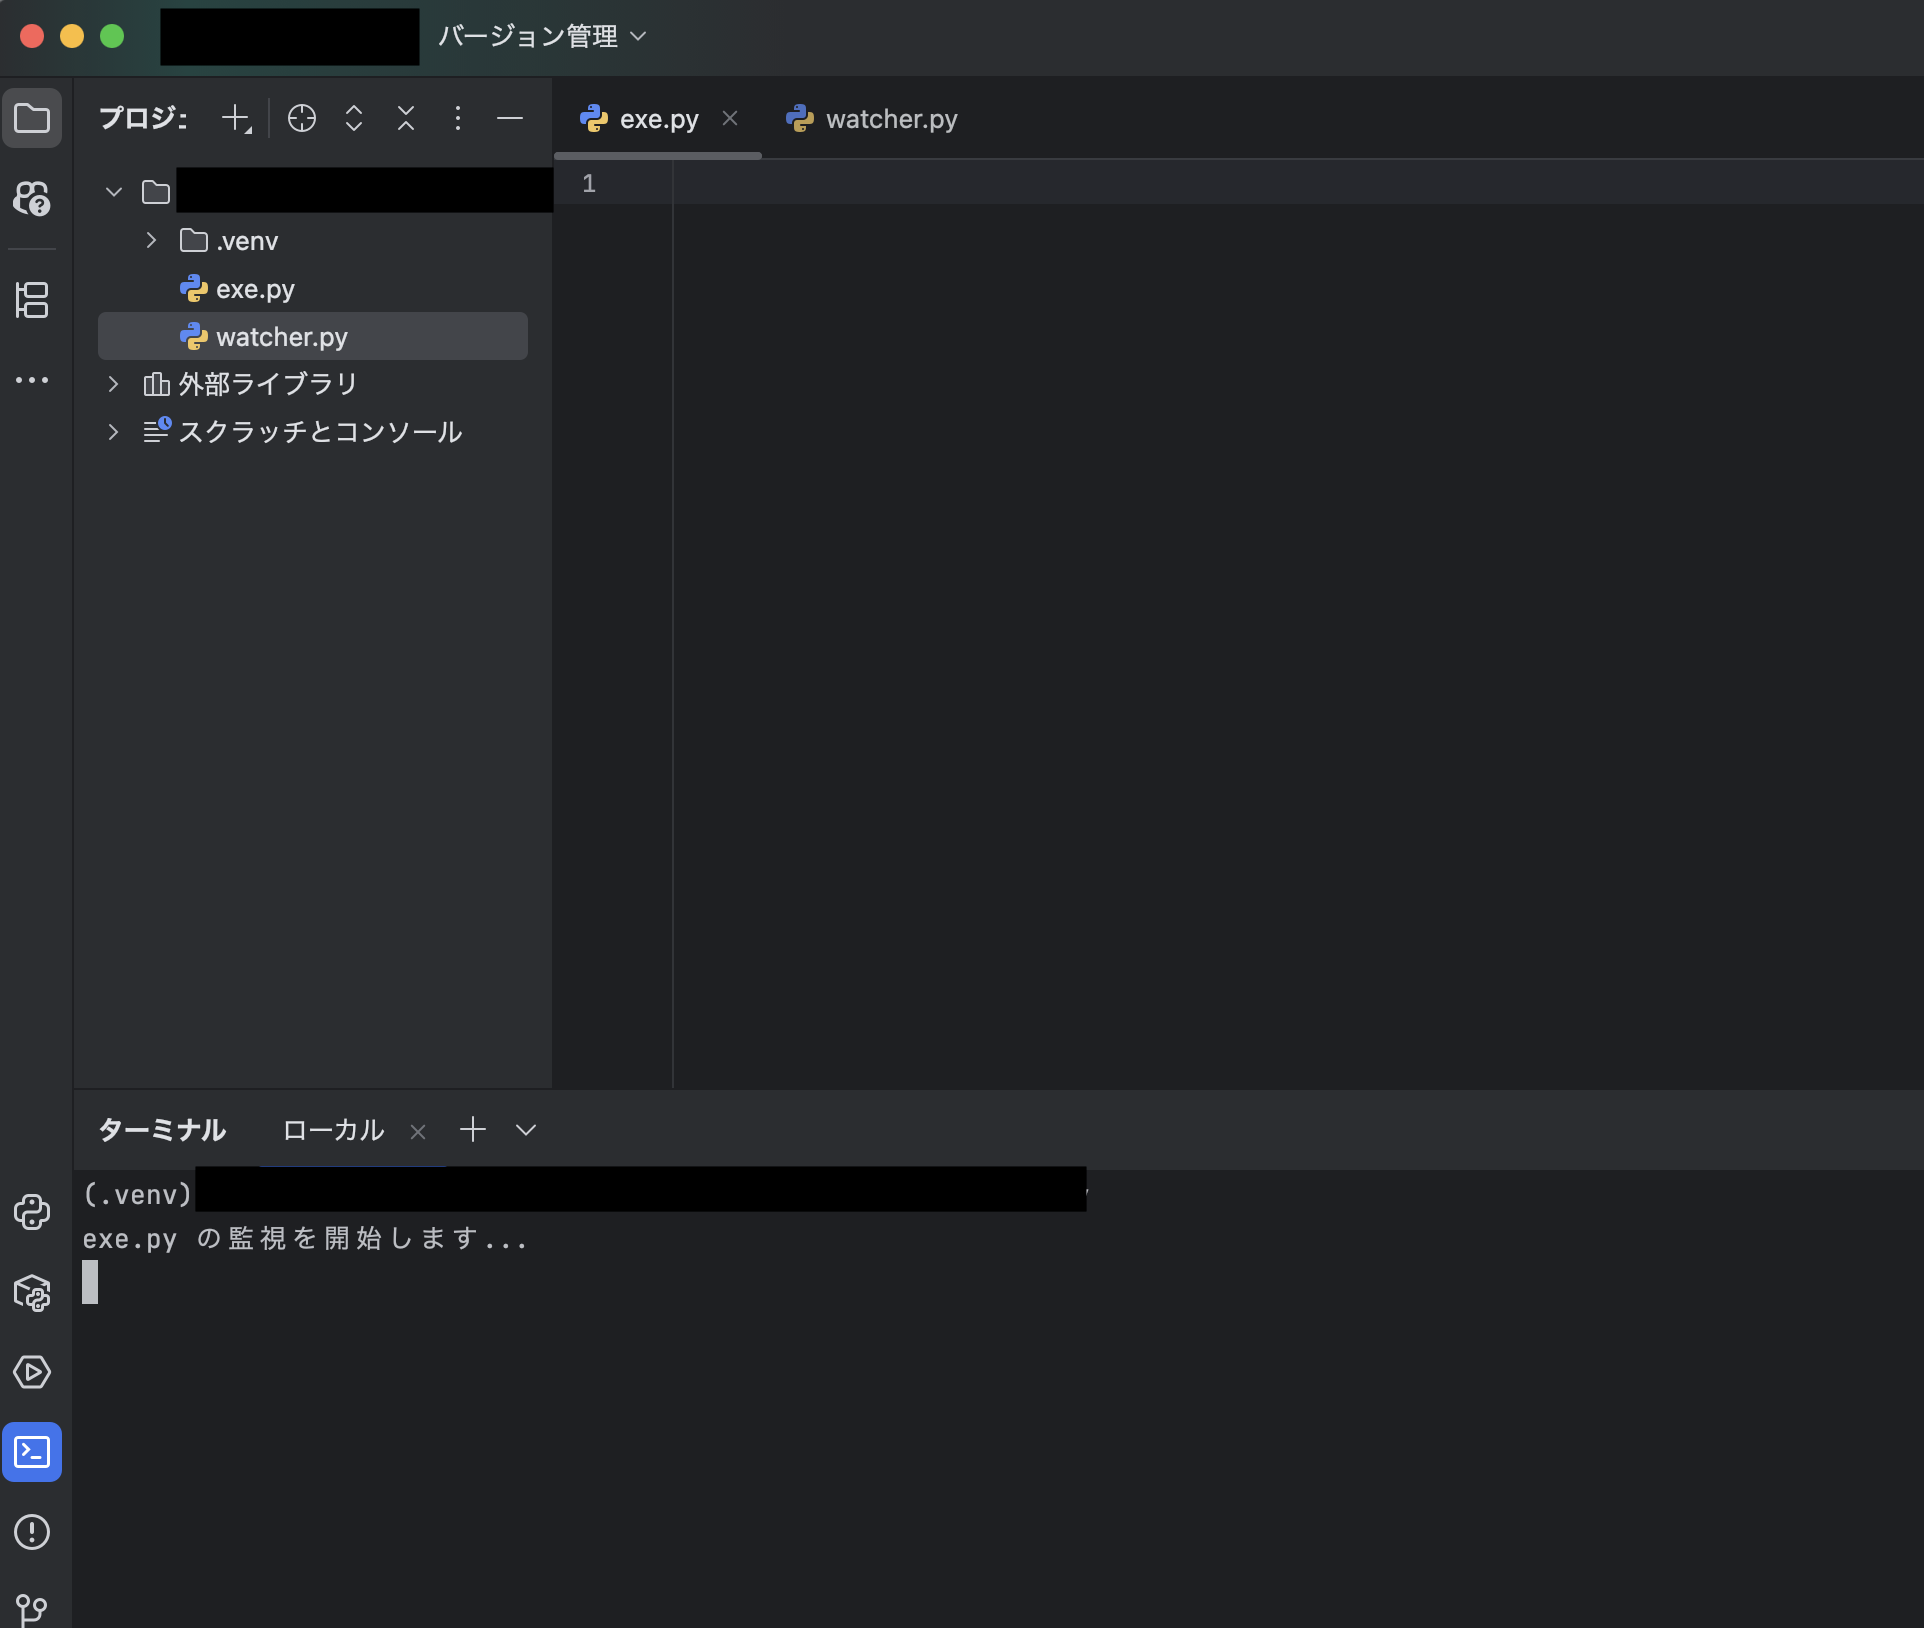 バージョン管理
プロジ
exe.py
watcher.py
1
.venv
exe.py
watcher.py
外部ライブラリ
スクラッチとコンソール
ターミナル
ローカル
(.venv)
exe.py の監視を開始します...